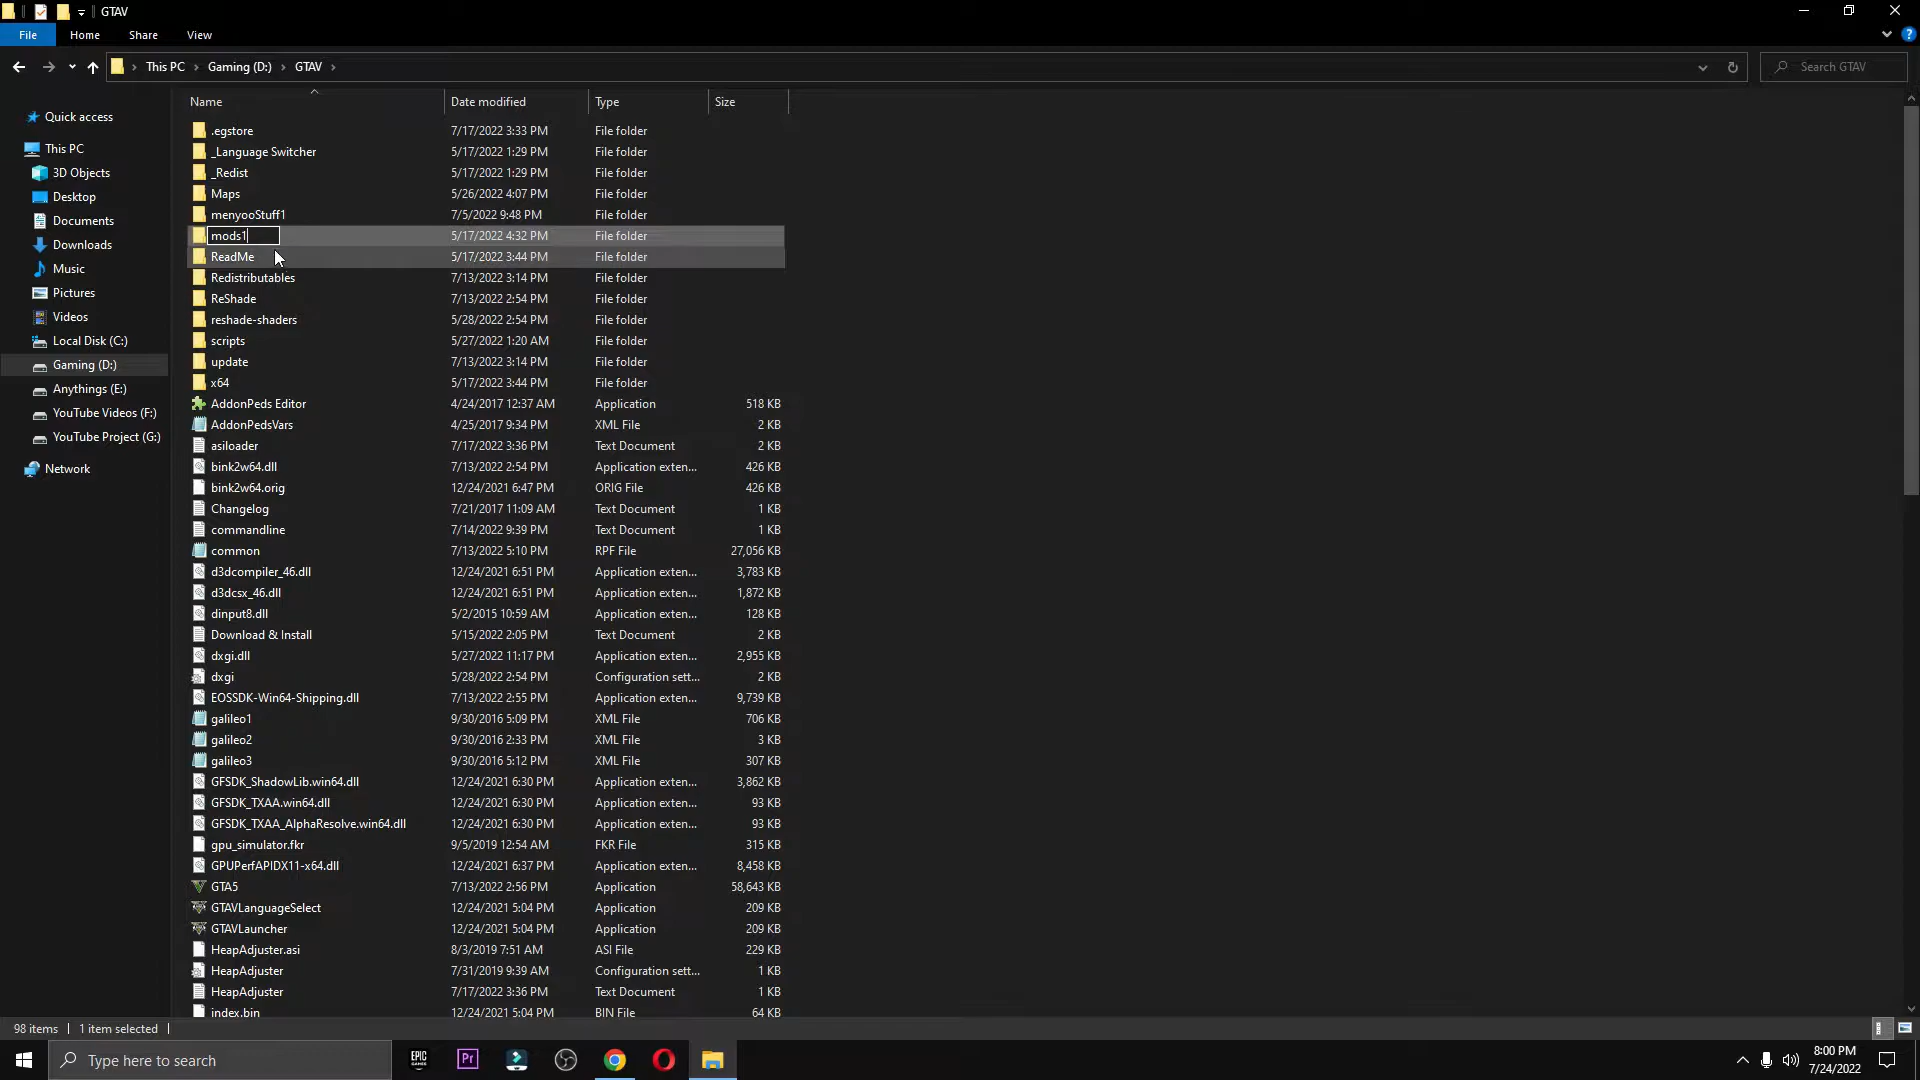 GTAV
File Home Share View
This PC Gaming (D:) GTAV
Search GTAV
Name Date modified Type Size
Quick access
This PC
3D Objects
Desktop
Documents
Downloads
Music
Pictures
Videos
Local Disk (C:)
Gaming (D:)
Anythings (E:)
YouTube Videos (F:)
YouTube Project (G:)
Network
.egstore 7/17/2022 3:33 PM File folder
_Language Switcher 5/17/2022 1:29 PM File folder
_Redist 5/17/2022 1:29 PM File folder
Maps 5/26/2022 4:07 PM File folder
menyooStuff1 7/5/2022 9:48 PM File folder
mods1 5/17/2022 4:32 PM File folder
ReadMe 5/17/2022 3:44 PM File folder
Redistributables 7/13/2022 3:14 PM File folder
ReShade 7/13/2022 2:54 PM File folder
reshade-shaders 5/28/2022 2:54 PM File folder
scripts 5/27/2022 1:20 AM File folder
update 7/13/2022 3:14 PM File folder
x64 5/17/2022 3:44 PM File folder
AddonPeds Editor 4/24/2017 12:37 AM Application 518 KB
AddonPedsVars 4/25/2017 9:34 PM XML File 2 KB
asiloader 7/17/2022 3:36 PM Text Document 2 KB
bink2w64.dll 7/13/2022 2:54 PM Application exten... 426 KB
bink2w64.orig 12/24/2021 6:47 PM ORIG File 426 KB
Changelog 7/21/2017 11:09 AM Text Document 1 KB
commandline 7/14/2022 9:39 PM Text Document 1 KB
common 7/13/2022 5:10 PM RPF File 27,056 KB
d3dcompiler_46.dll 12/24/2021 6:51 PM Application exten... 3,783 KB
d3dcsx_46.dll 12/24/2021 6:51 PM Application exten... 1,872 KB
dinput8.dll 5/2/2015 10:59 AM Application exten... 128 KB
Download & Install 5/15/2022 2:05 PM Text Document 2 KB
dxgi.dll 5/27/2022 11:17 PM Application exten... 2,955 KB
dxgi 5/28/2022 2:54 PM Configuration sett... 2 KB
EOSSDK-Win64-Shipping.dll 7/13/2022 2:55 PM Application exten... 9,739 KB
galileo1 9/30/2016 5:09 PM XML File 706 KB
galileo2 9/30/2016 2:33 PM XML File 3 KB
galileo3 9/30/2016 5:12 PM XML File 307 KB
GFSDK_ShadowLib.win64.dll 12/24/2021 6:30 PM Application exten... 3,862 KB
GFSDK_TXAA.win64.dll 12/24/2021 6:30 PM Application exten... 93 KB
GFSDK_TXAA_AlphaResolve.win64.dll 12/24/2021 6:30 PM Application exten... 93 KB
gpu_simulator.fkr 9/5/2019 12:54 AM FKR File 315 KB
GPUPerfAPIDX11-x64.dll 12/24/2021 6:37 PM Application exten... 8,458 KB
GTA5 7/13/2022 2:56 PM Application 58,643 KB
GTAVLanguageSelect 12/24/2021 5:04 PM Application 209 KB
GTAVLauncher 12/24/2021 5:04 PM Application 209 KB
HeapAdjuster.asi 8/3/2019 7:51 AM ASI File 229 KB
HeapAdjuster 7/31/2019 9:39 AM Configuration sett... 1 KB
HeapAdjuster 7/17/2022 3:36 PM Text Document 1 KB
index.bin 12/24/2021 5:04 PM BIN File 64 KB
98 items 1 item selected
Type here to search
EPIC GAMES
Pr
8:00 PM
7/24/2022